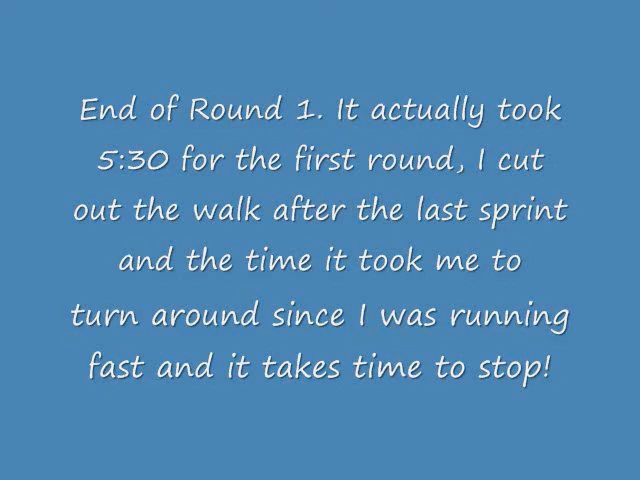 End of Round 1. It actually took
5:30 for the first round, I cut
out the walk after the last sprint
and the time it took me to
turn around since I was running
fast and it takes time to stop!